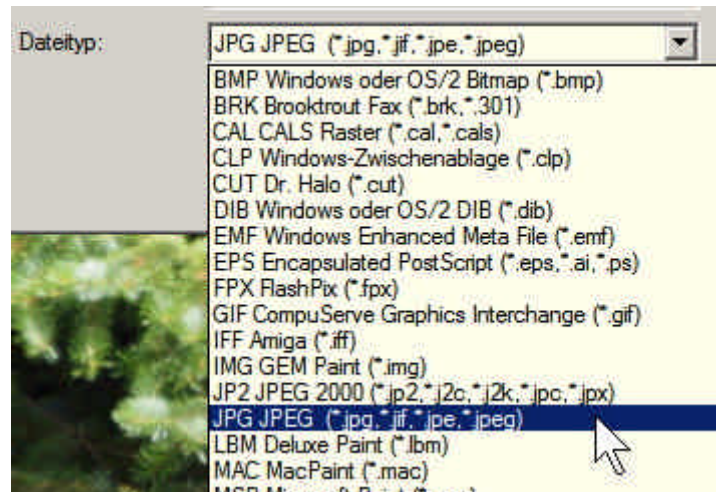 Dateityp:
JPG JPEG (*.jpg,*.jif,*.jpe,*.jpeg)
BMP Windows oder OS/2 Bitmap (*.bmp)
BRK Brooktrout Fax (*.brk,*.301)
CAL CALS Raster (*.cal,*.cals)
CLP Windows-Zwischenablage (*.clp)
CUT Dr. Halo (*.cut)
DIB Windows oder OS/2 DIB (*.dib)
EMF Windows Enhanced Meta File (*.emf)
EPS Encapsulated PostScript (*.eps,*.ai,*.ps)
FPX FlashPix (*.fpx)
GIF CompuServe Graphics Interchange (*.gif)
IFF Amiga (*.iff)
IMG GEM Paint (*.img)
JP2 JPEG 2000 (*.jp2,*.j2c,*.j2k,*.jpc,*.jpx)
JPG JPEG (*.jpg,*.jif,*.jpe,*.jpeg)
LBM Deluxe Paint (*.lbm)
MAC MacPaint (*.mac)